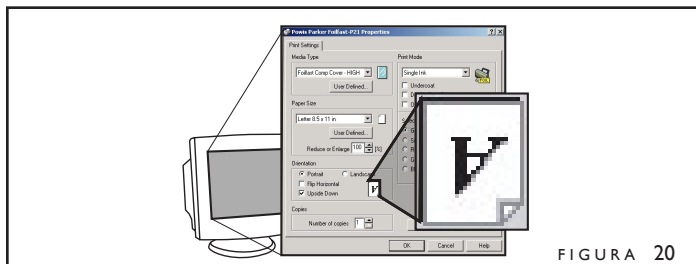 Powis Parker Foilfast-P21 Properties
Print Settings
Media Type
Foilfast Comp Cover - HIGH
User Defined...
Paper Size
Letter 8.5 x 11 in
User Defined...
Reduce or Enlarge 100 [%]
Orientation
Portrait
Landscape
Flip Horizontal
Upside Down
Copies
Number of copies 1
Print Mode
Single Ink
Undercoat
OK Cancel Help
FIGURA 20